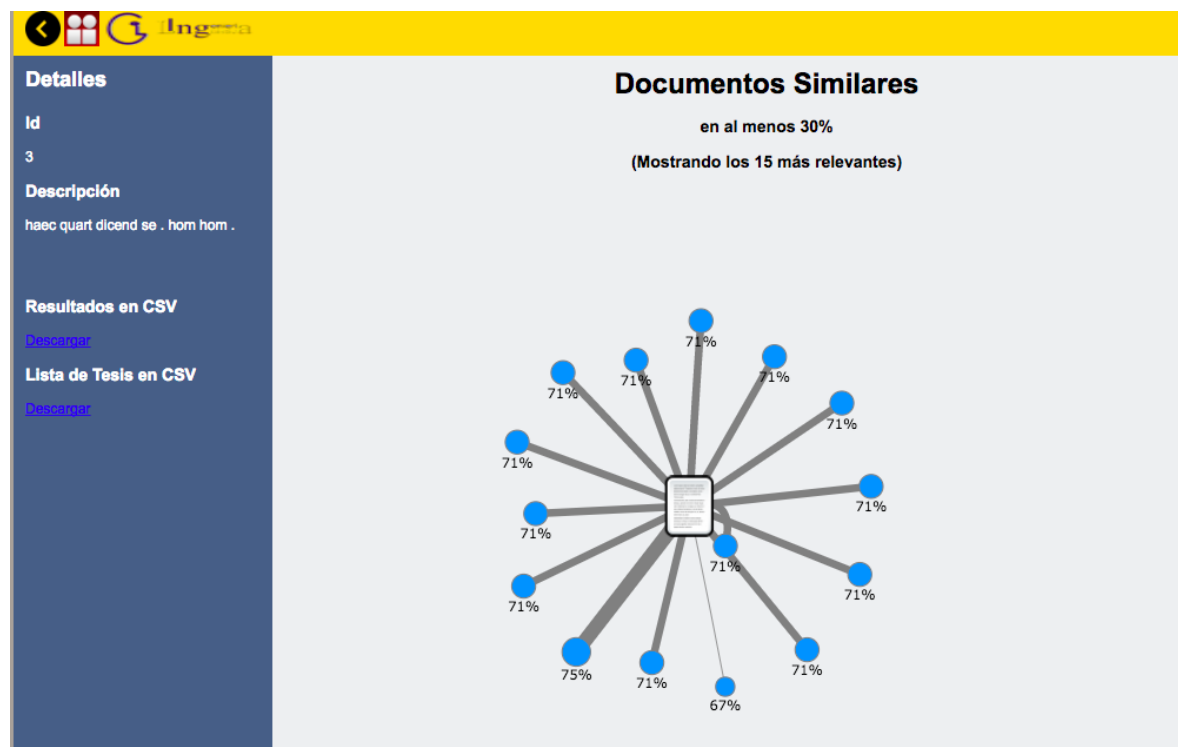 Detalles
Id
3
Descripción
haec quart dicend se . hom hom .
Resultados en CSV
Descargar
Lista de Tesis en CSV
Descargar
Documentos Similares
en al menos 30%
(Mostrando los 15 más relevantes)
71%
71%
71%
71%
71%
71%
71%
71%
71%
71%
71%
71%
75%
71%
67%